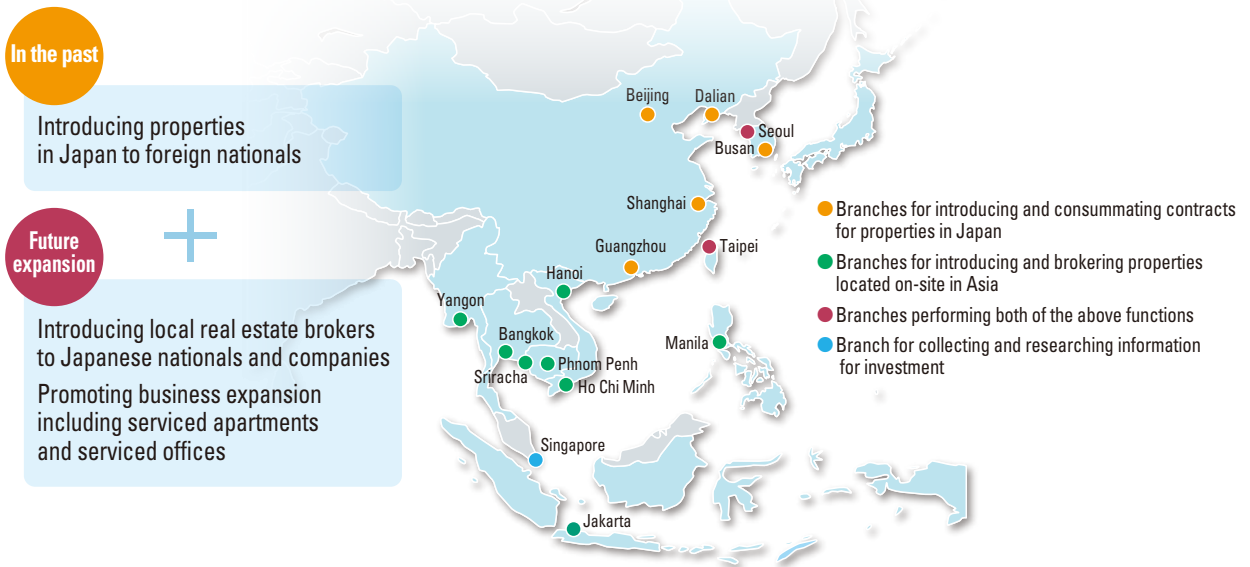 In the past
Introducing properties
in Japan to foreign nationals
Future
expansion
Introducing local real estate brokers
to Japanese nationals and companies
Promoting business expansion
including serviced apartments
and serviced offices
Beijing
Dalian
Seoul
Busan
Shanghai
Guangzhou
Taipei
Hanoi
Yangon
Bangkok
Manila
Phnom Penh
Sriracha
Ho Chi Minh
Singapore
Jakarta
Branches for introducing and consummating contracts
for properties in Japan
Branches for introducing and brokering properties
located on-site in Asia
Branches performing both of the above functions
Branch for collecting and researching information
for investment